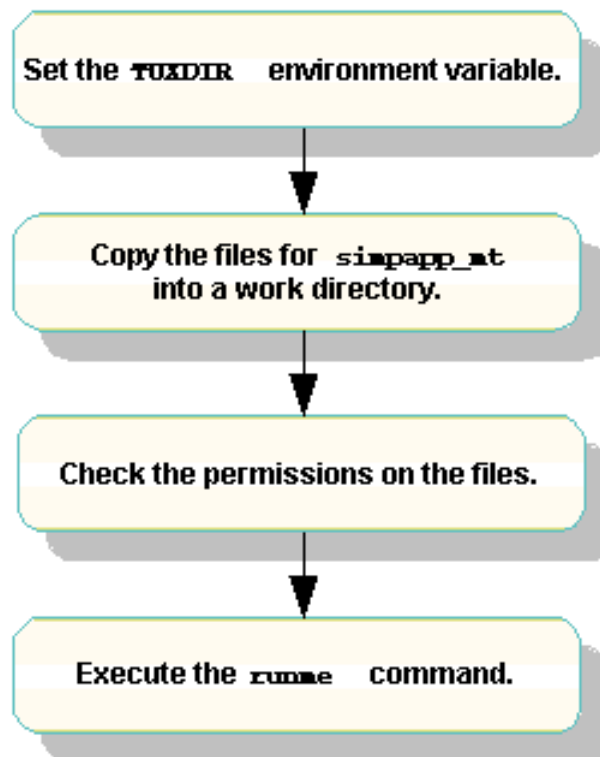 Set the TUXDIR environment variable.
Copy the files for simpapp_mt
into a work directory.
Check the permissions on the files.
Execute the runme command.